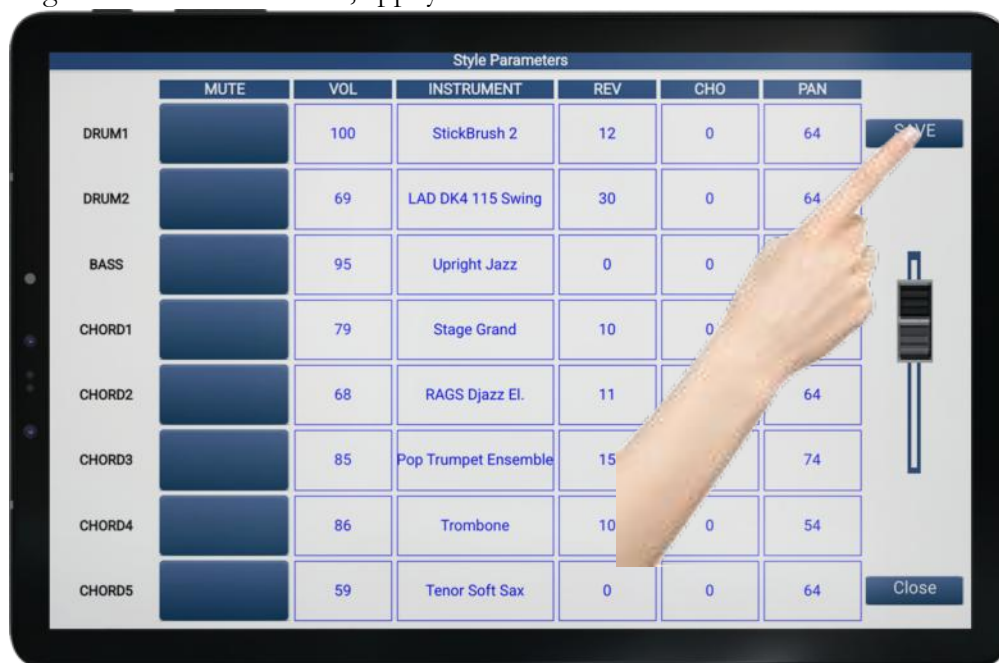 Style Parameters
MUTE VOL INSTRUMENT REV CHO PAN
DRUM1 100 StickBrush 2 12 0 64 SAVE
DRUM2 69 LAD DK4 115 Swing 30 0 64
BASS 95 Upright Jazz 0 0
CHORD1 79 Stage Grand 10 0
CHORD2 68 RAGS Djazz El. 11 64
CHORD3 85 Pop Trumpet Ensemble 15 74
CHORD4 86 Trombone 10 0 54
CHORD5 59 Tenor Soft Sax 0 0 64 Close